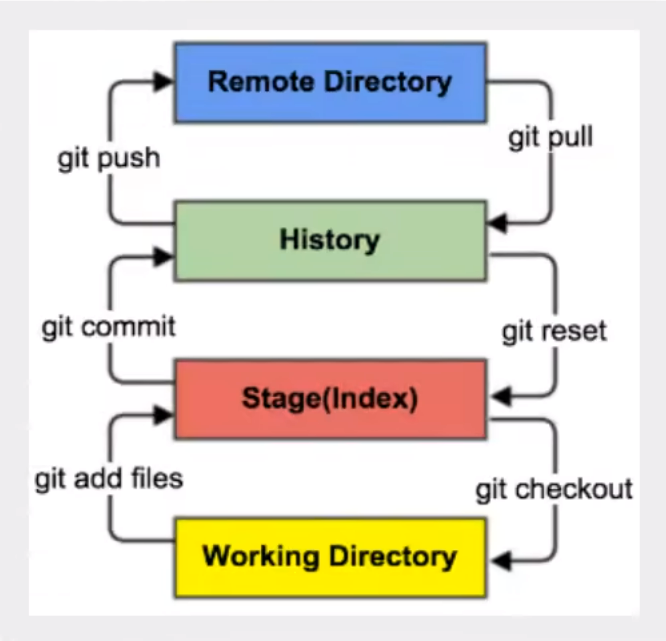 Remote Directory
git push
git pull
History
git commit
git reset
Stage(Index)
git add files
git checkout
Working Directory